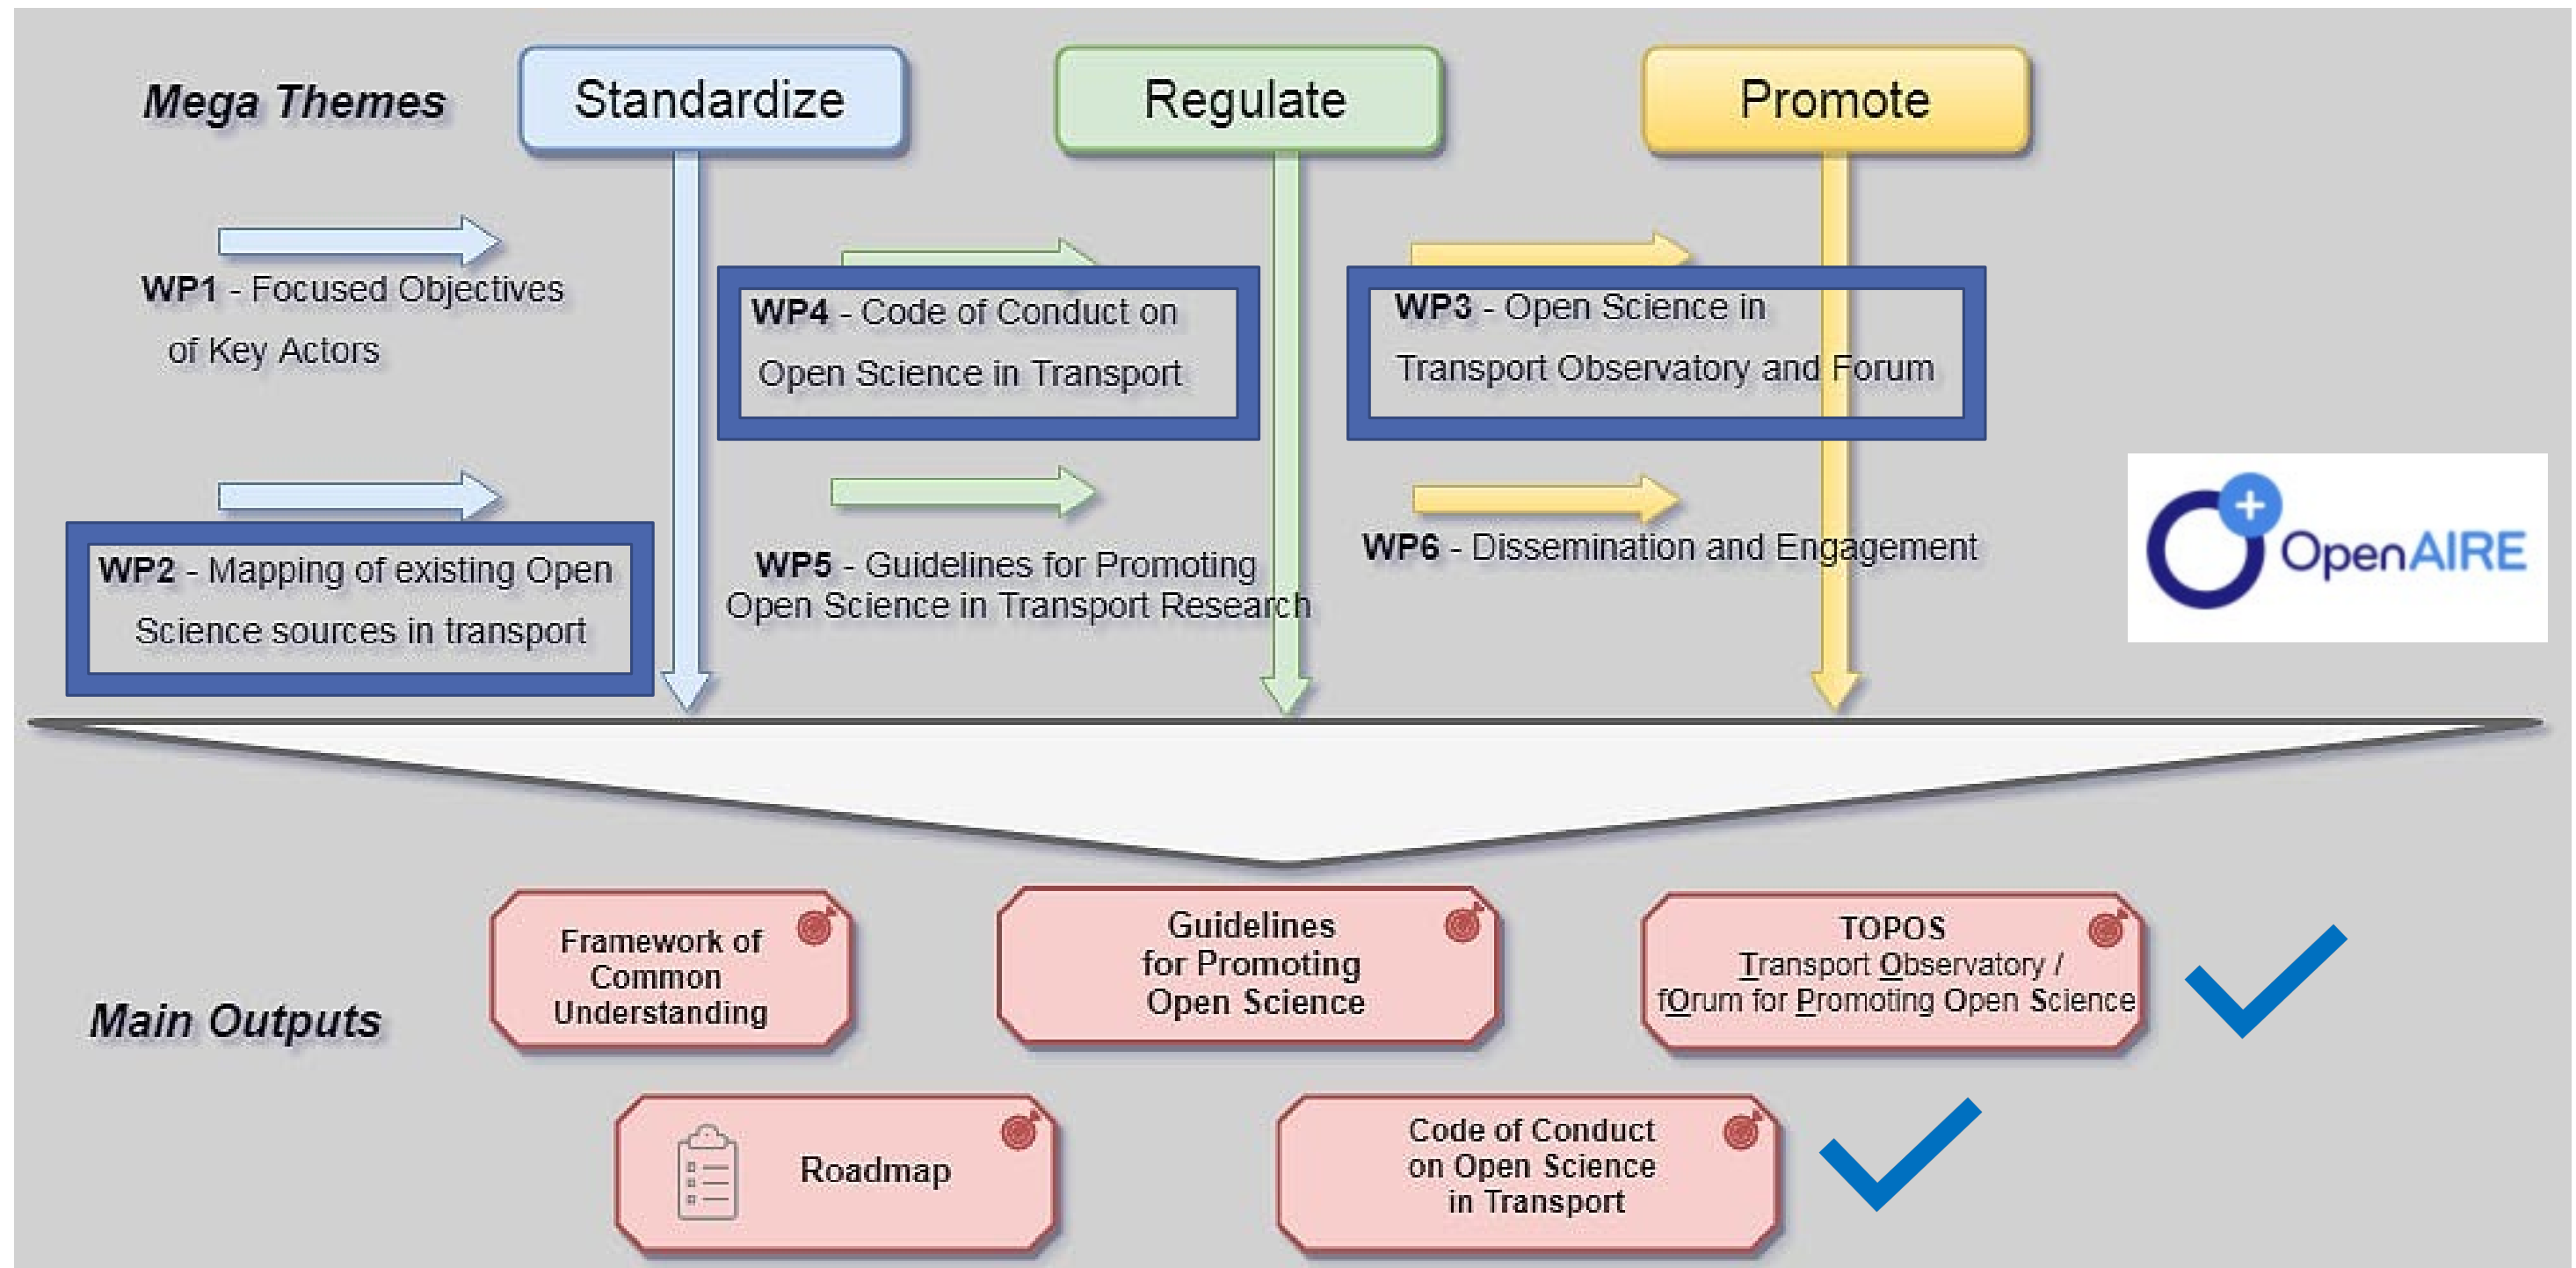 Mega Themes
Standardize
Regulate
Promote
WP1 - Focused Objectives
of Key Actors
WP4 - Code of Conduct on
Open Science in Transport
WP3 - Open Science in
Transport Observatory and Forum
WP2 - Mapping of existing Open
Science sources in transport
WP5 - Guidelines for Promoting
Open Science in Transport Research
WP6 - Dissemination and Engagement
OpenAIRE
Main Outputs
Framework of
Common
Understanding
Guidelines
for Promoting
Open Science
TOPOS
Transport Observatory /
fOrum for Promoting Open Science
Roadmap
Code of Conduct
on Open Science
in Transport